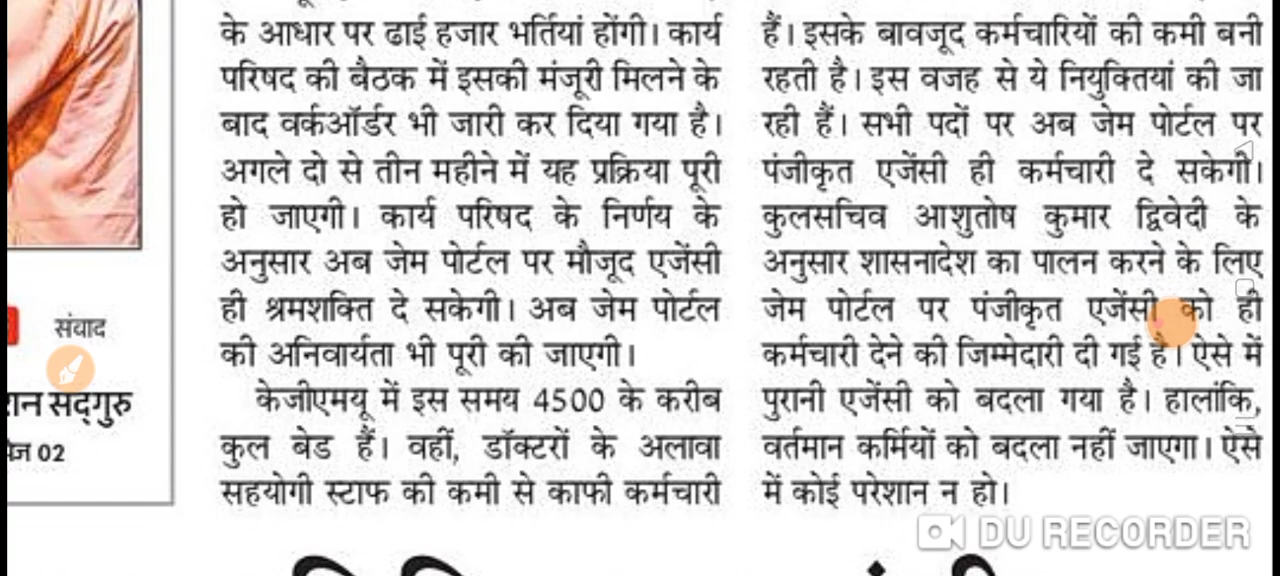 के आधार पर ढाई हजार भर्तियां होंगी। कार्य
परिषद की बैठक में इसकी मंजूरी मिलने के
बाद वर्कऑर्डर भी जारी कर दिया गया है।
अगले दो से तीन महीने में यह प्रक्रिया पूरी
हो जाएगी। कार्य परिषद के निर्णय के
अनुसार अब जेम पोर्टल पर मौजूद एजेंसी
ही श्रमशक्ति दे सकेगी। अब जेम पोर्टल
की अनिवार्यता भी पूरी की जाएगी।
केजीएमयू में इस समय 4500 के करीब
कुल बेड हैं। वहीं, डॉक्टरों के अलावा
सहयोगी स्टाफ की कमी से काफी कर्मचारी
हैं। इसके बावजूद कर्मचारियों की कमी बनी
रहती है। इस वजह से ये नियुक्तियां की जा
रही हैं। सभी पदों पर अब जेम पोर्टल पर
पंजीकृत एजेंसी ही कर्मचारी दे सकेगी।
कुलसचिव आशुतोष कुमार द्विवेदी के
अनुसार शासनादेश का पालन करने के लिए
जेम पोर्टल पर पंजीकृत एजेंसी को ही
कर्मचारी देने की जिम्मेदारी दी गई है। ऐसे में
पुरानी एजेंसी को बदला गया है। हालांकि,
वर्तमान कर्मियों को बदला नहीं जाएगा। ऐसे
में कोई परेशान न हो।
संवाद
सद्गुरु
02
DU RECORDER